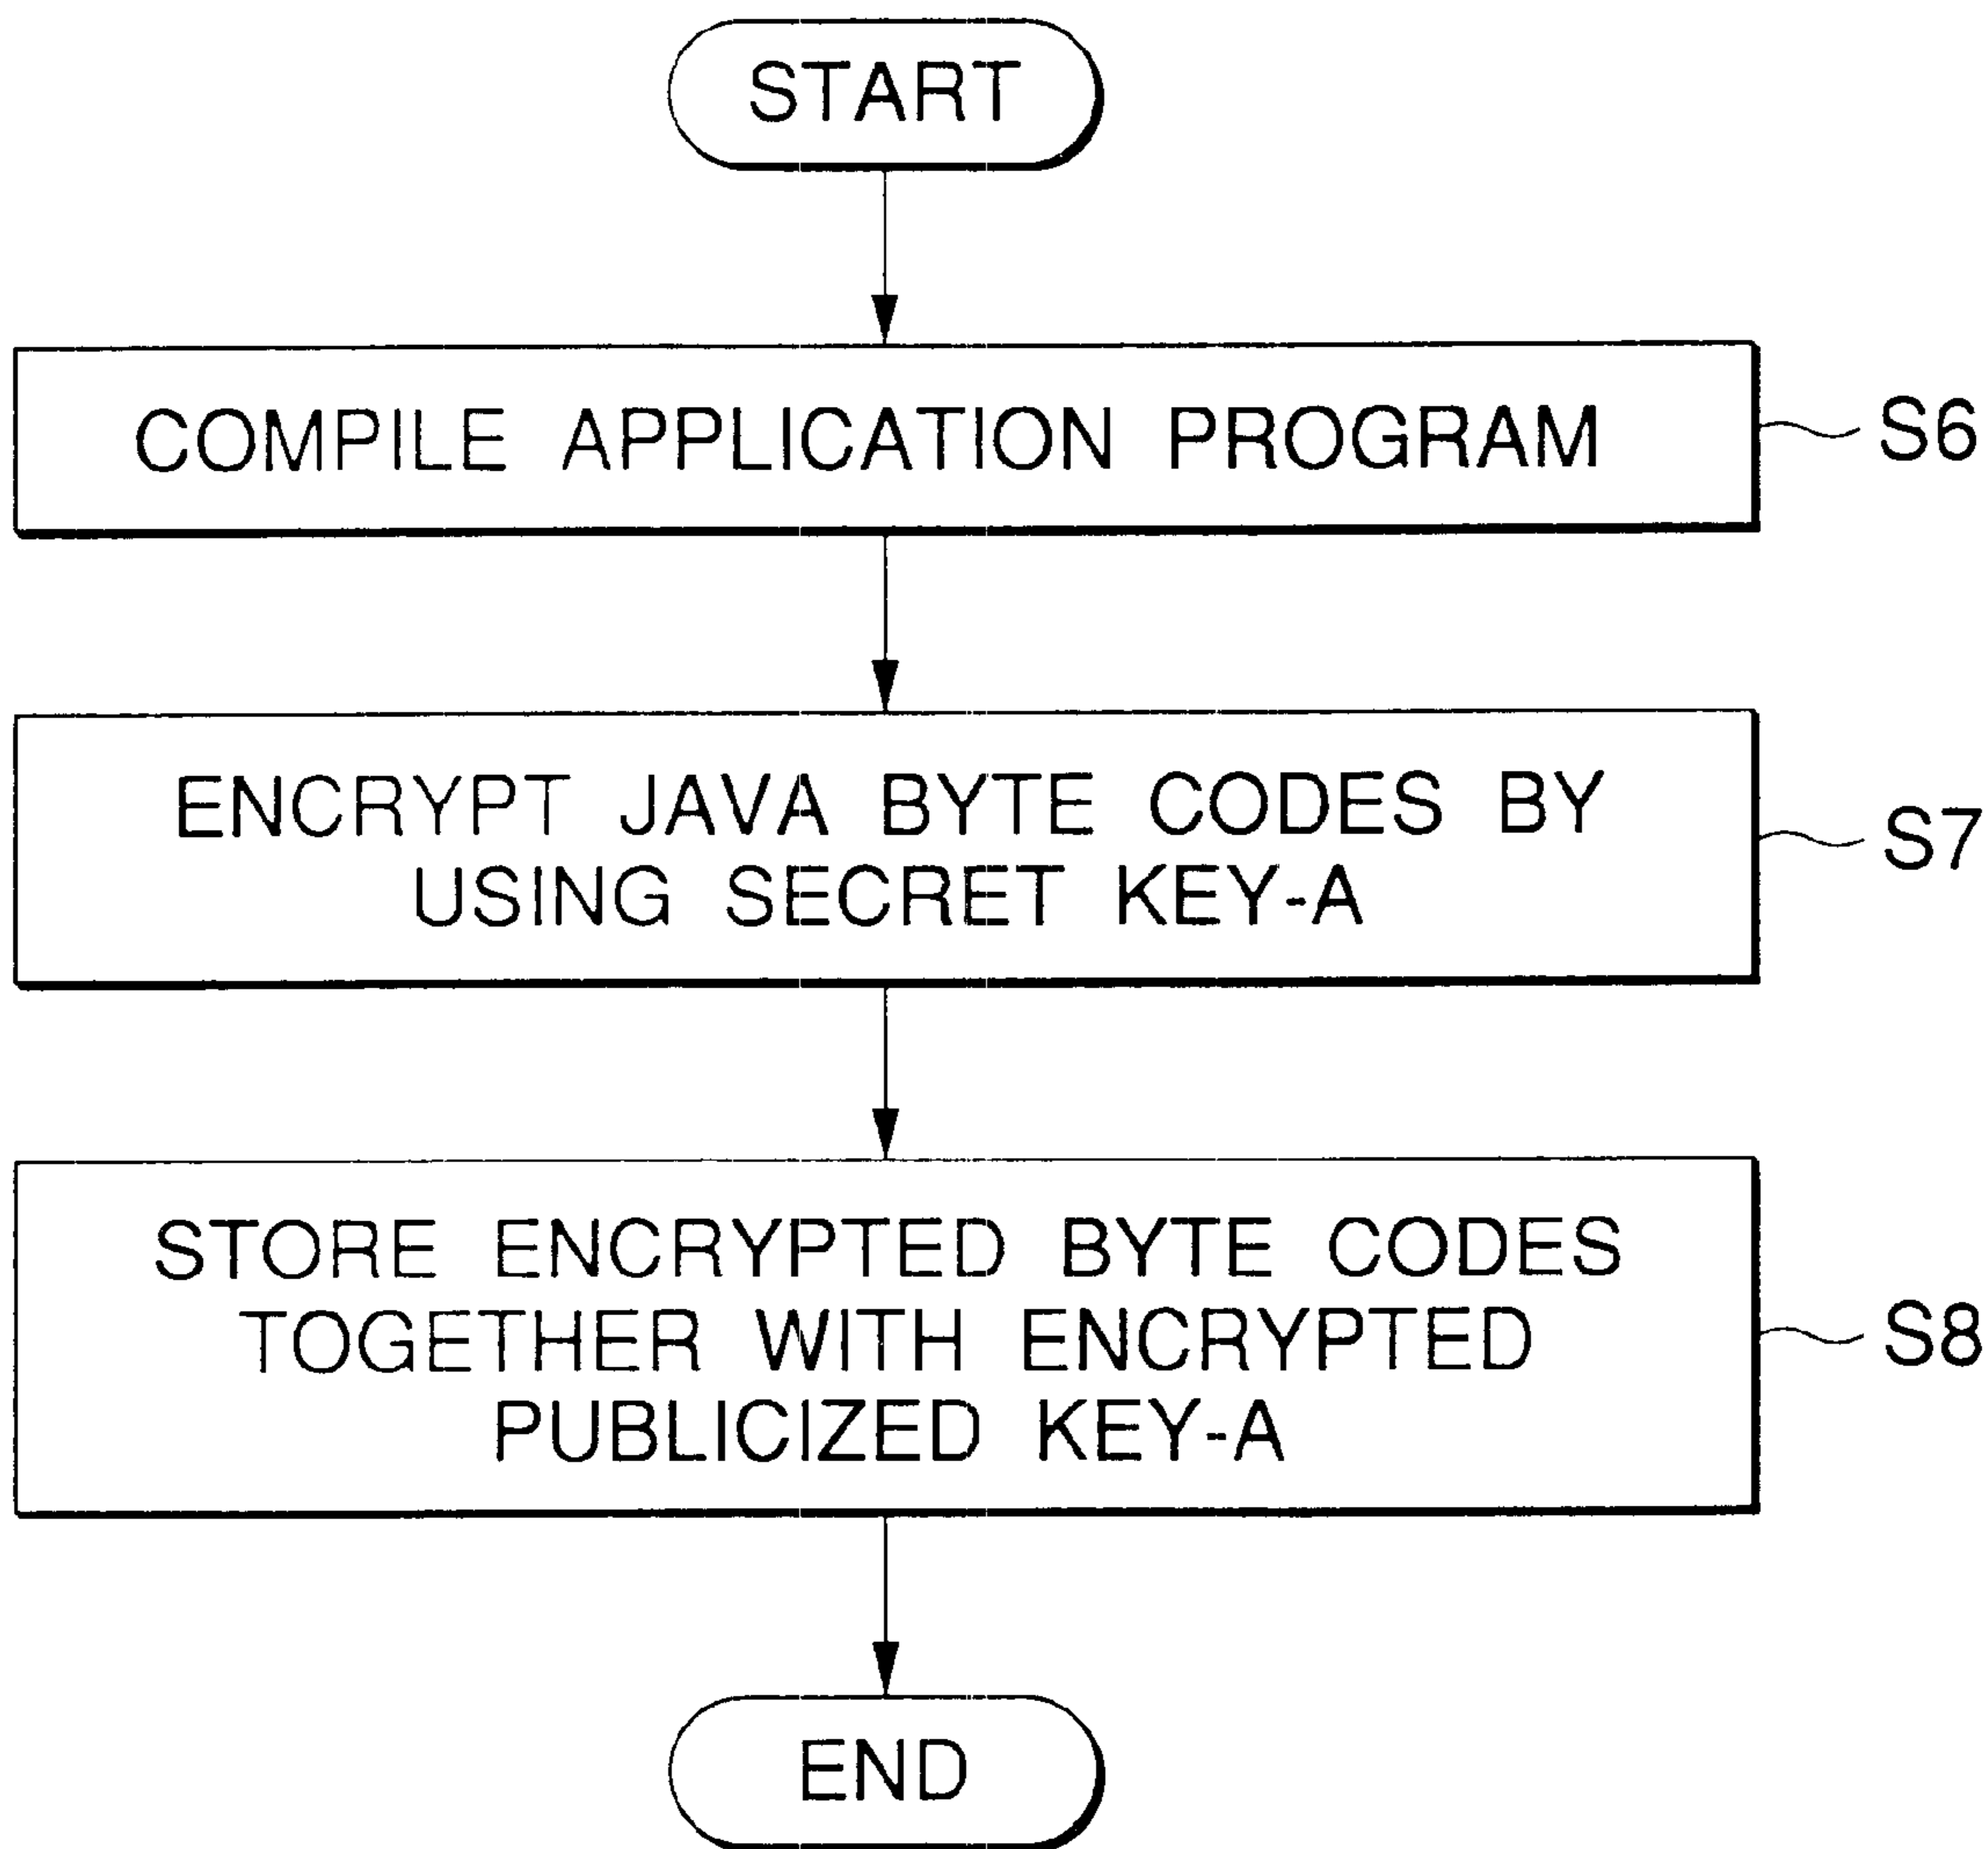 START
COMPILE APPLICATION PROGRAM
S6
ENCRYPT JAVA BYTE CODES BY
USING SECRET KEY-A
S7
STORE ENCRYPTED BYTE CODES
TOGETHER WITH ENCRYPTED
PUBLICIZED KEY-A
S8
END